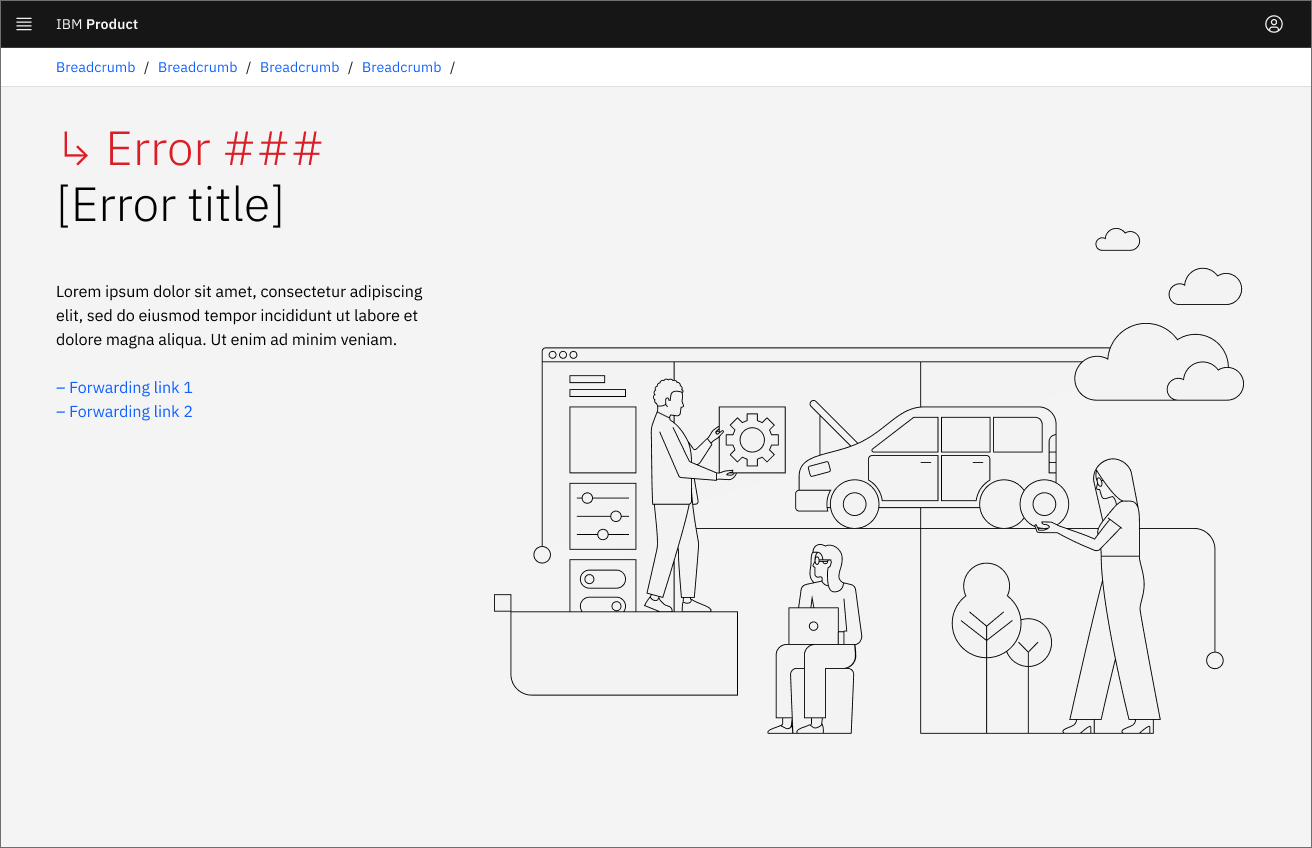 IBM Product
Breadcrumb / Breadcrumb / Breadcrumb / Breadcrumb /
↳ Error ###
[Error title]
Lorem ipsum dolor sit amet, consectetur adipiscing
elit, sed do eiusmod tempor incididunt ut labore et
dolore magna aliqua. Ut enim ad minim veniam.
– Forwarding link 1
– Forwarding link 2